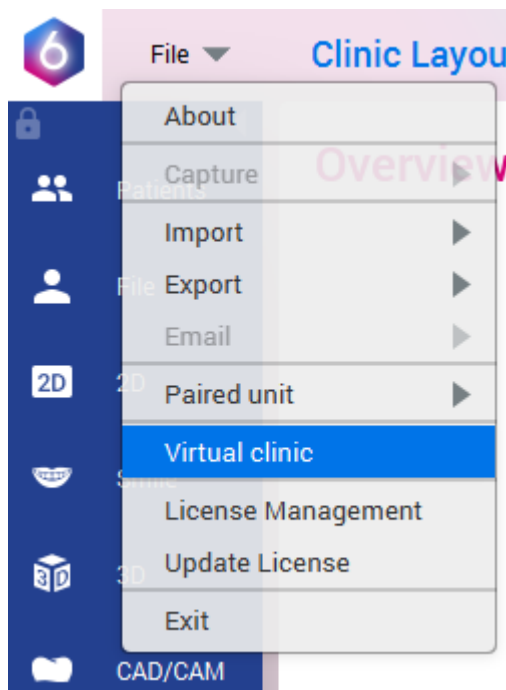 6
File
Clinic Layou
About
Overview
Capture
Patients
Import
File
Export
Email
2D
2D
Paired unit
Virtual clinic
Smile
License Management
3D
3D
Update License
Exit
CAD/CAM